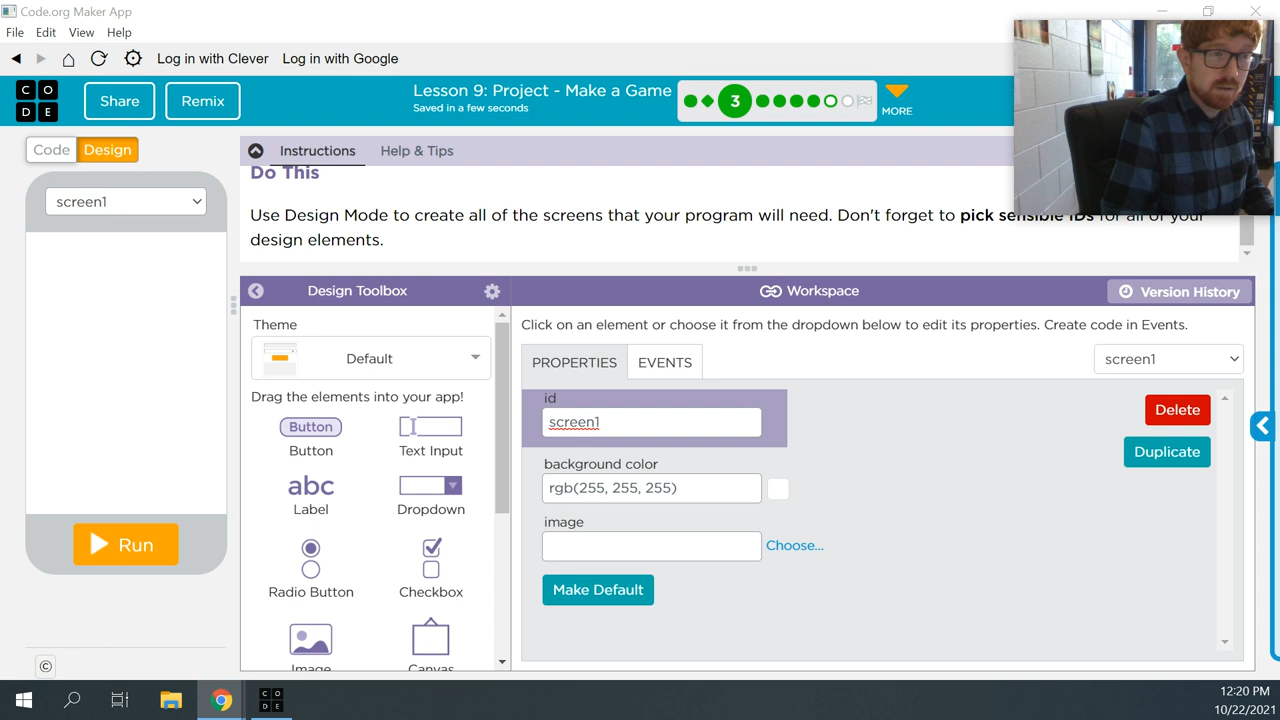 Code.org Maker App
File Edit View Help
Log in with Clever Log in with Google
C O D E
Share
Remix
Lesson 9: Project - Make a Game
Saved in a few seconds
3
MORE
Code
Design
Instructions
Help & Tips
screen1
Do This
Use Design Mode to create all of the screens that your program will need. Don't forget to pick sensible IDs for all of your
design elements.
Design Toolbox
Workspace
Version History
Theme
Default
Click on an element or choose it from the dropdown below to edit its properties. Create code in Events.
PROPERTIES
EVENTS
screen1
Drag the elements into your app!
Button
Button
Text Input
abc
Label
Dropdown
Radio Button
Checkbox
Image
Canvas
id
screen1
Delete
Duplicate
background color
rgb(255, 255, 255)
image
Choose...
Make Default
Run
©
C O D E
12:20 PM
10/22/2021